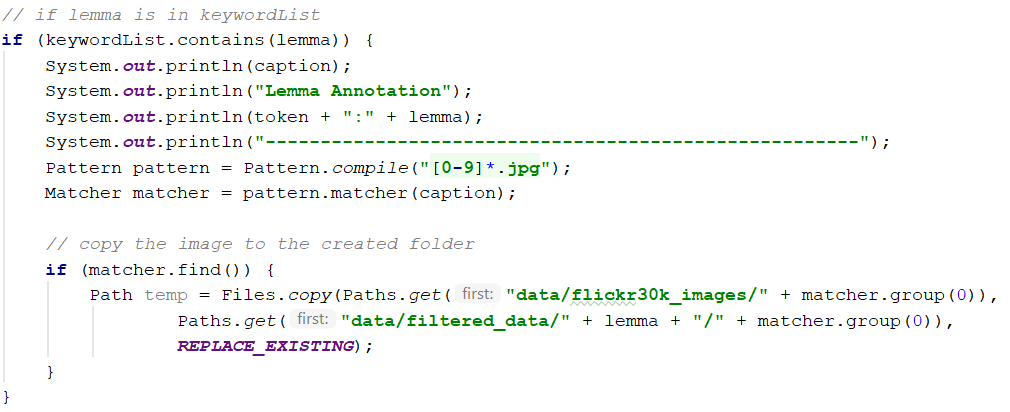 // if lemma is in keywordList
if (keywordList.contains(lemma)) {
System.out.println(caption);
System.out.println("Lemma Annotation");
System.out.println(token + ":" + lemma);
System.out.println("------------------------------------------------------");
Pattern pattern = Pattern.compile("[0-9]*.jpg");
Matcher matcher = pattern.matcher(caption);
// copy the image to the created folder
if (matcher.find()) {
Path temp = Files.copy(Paths.get( first: "data/flickr30k_images/" + matcher.group(0)),
Paths.get( first: "data/filtered_data/" + lemma + "/" + matcher.group(0)),
REPLACE_EXISTING);
}
}